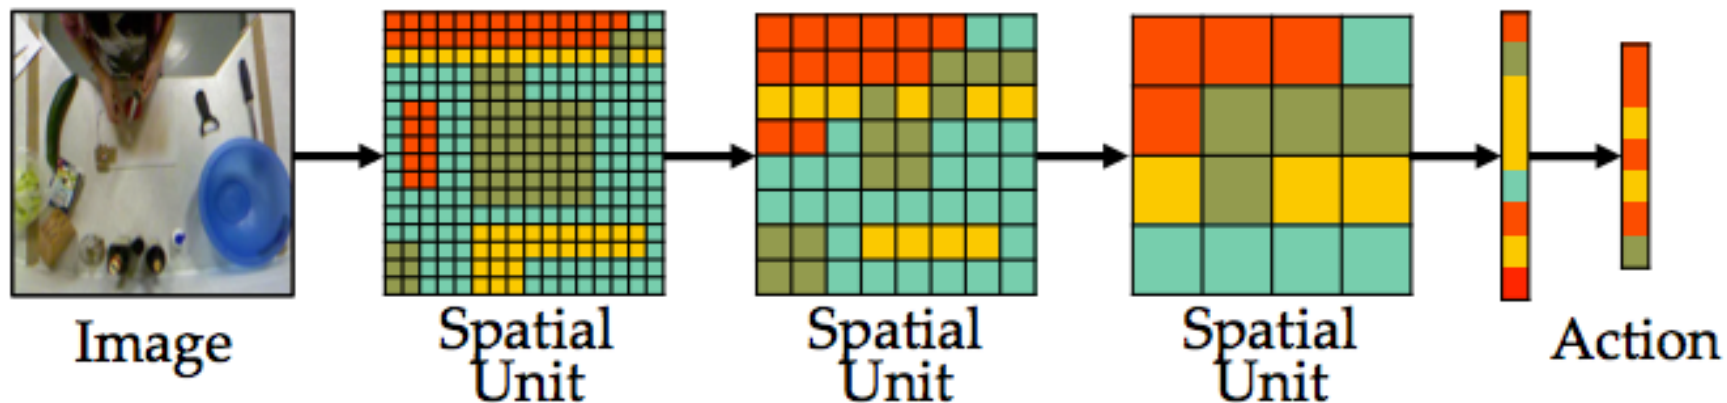 Image
Spatial
Unit
Spatial
Unit
Spatial
Unit
Action